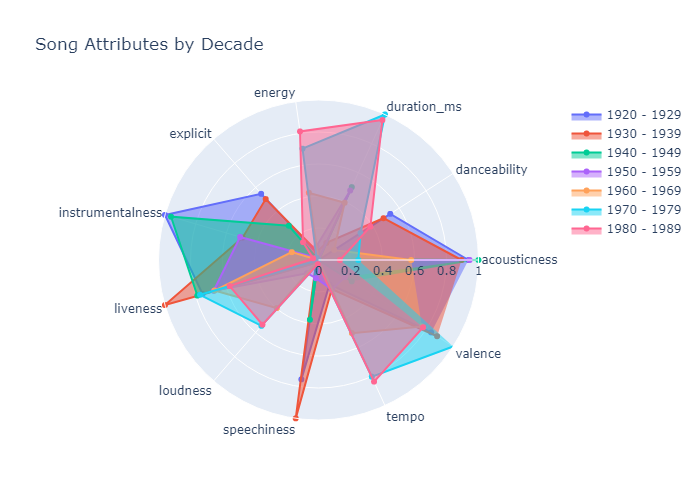 Song Attributes by Decade
energy
duration_ms
explicit
danceability
instrumentalness
0
0.2
0.4
0.6
0.8
1
acousticness
liveness
valence
loudness
tempo
speechiness
1920 - 1929
1930 - 1939
1940 - 1949
1950 - 1959
1960 - 1969
1970 - 1979
1980 - 1989